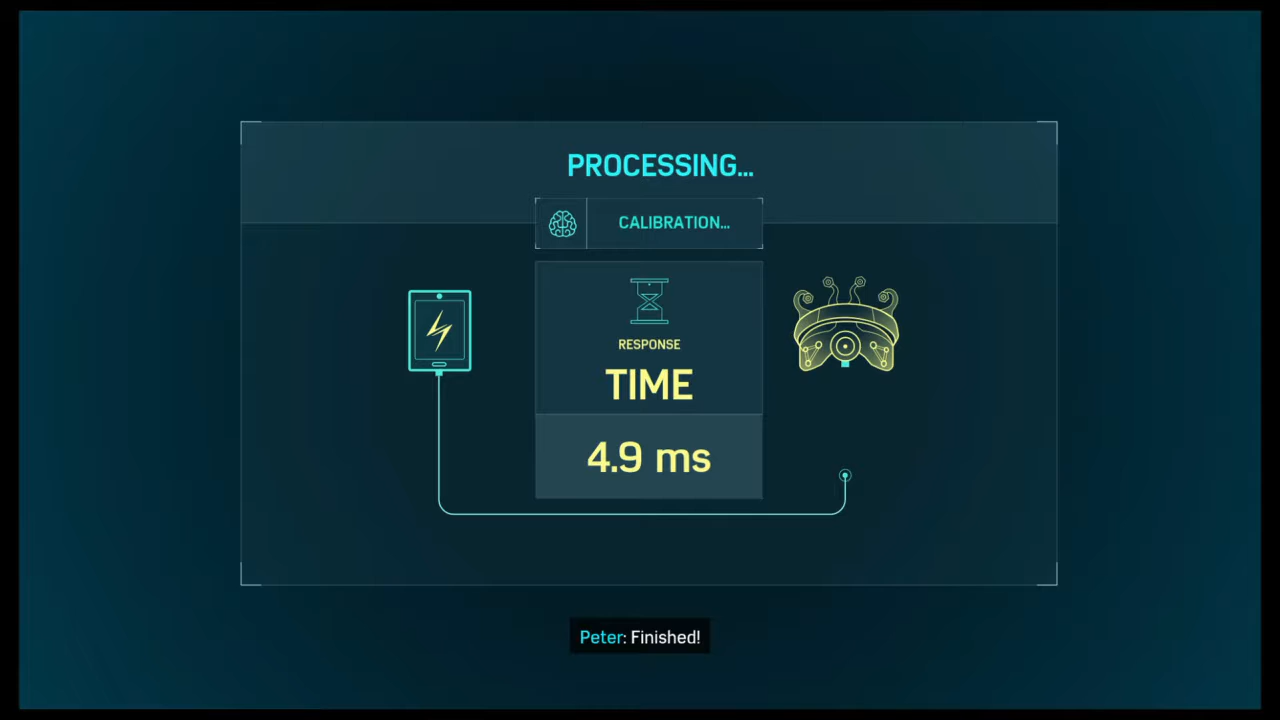 PROCESSING...
CALIBRATION...
RESPONSE
TIME
4.9 ms
Peter: Finished!